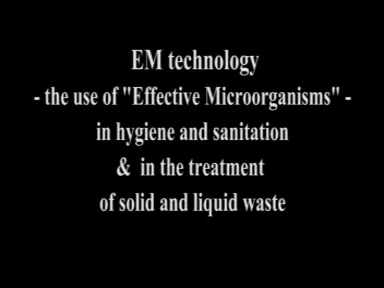 EM technology
- the use of "Effective Microorganisms" -
in hygiene and sanitation
& in the treatment
of solid and liquid waste